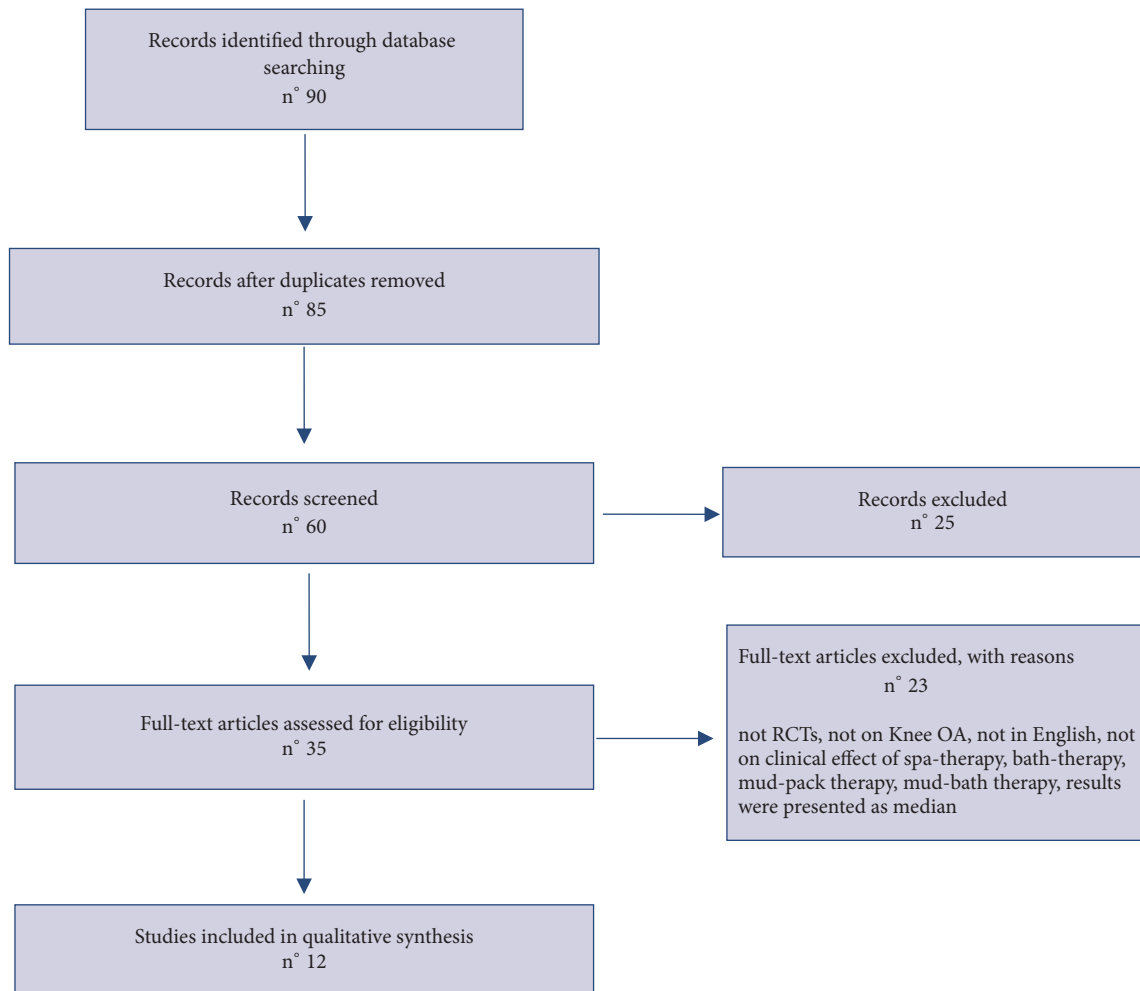 Records identified through database
searching
n° 90
Records after duplicates removed
n° 85
Records screened
n° 60
Records excluded
n° 25
Full-text articles assessed for eligibility
n° 35
Full-text articles excluded, with reasons
n° 23
not RCTs, not on Knee OA, not in English, not
on clinical effect of spa-therapy, bath-therapy,
mud-pack therapy, mud-bath therapy, results
were presented as median
Studies included in qualitative synthesis
n° 12